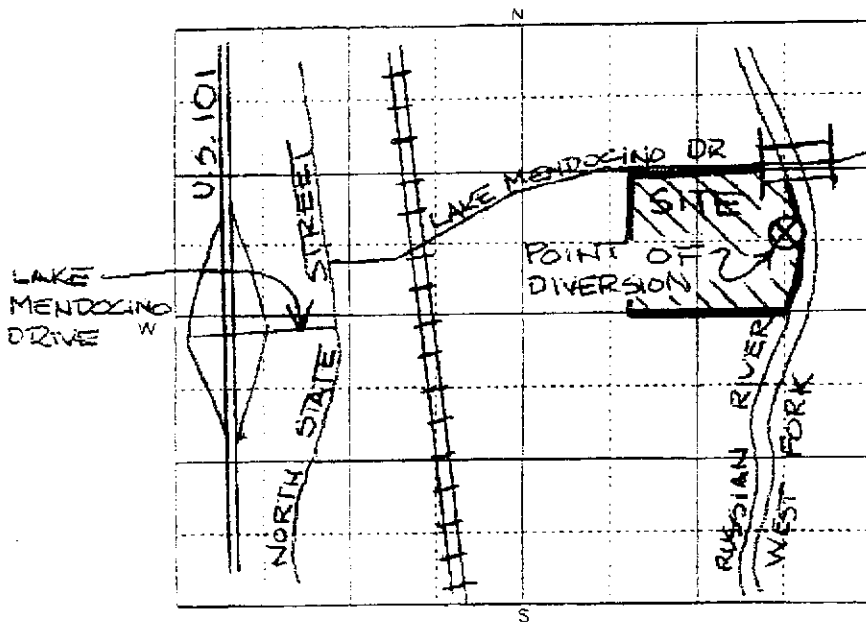 N
U.S. 101
NORTH STATE STREET
LAKE MENDOCINO DR
SITE
POINT OF
DIVERSION
LAKE
MENDOCINO
DRIVE
W
RUSSIAN RIVER
WEST FORK
S